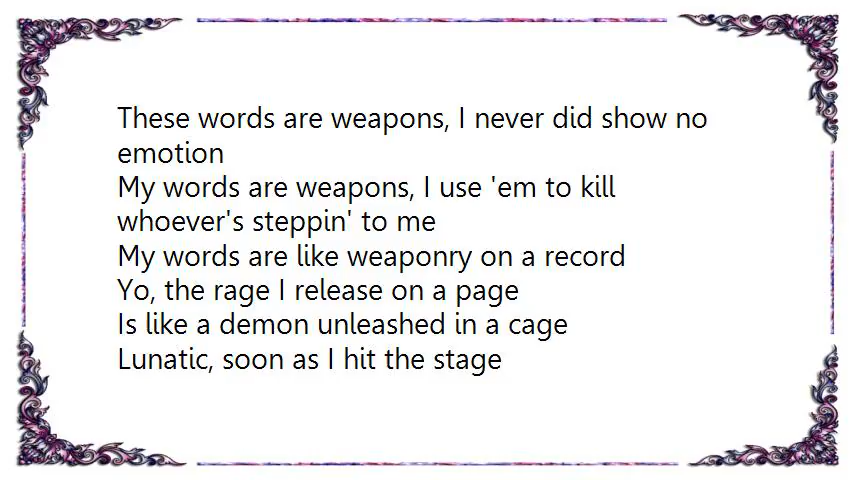 These words are weapons, I never did show no
emotion
My words are weapons, I use 'em to kill
whoever's steppin' to me
My words are like weaponry on a record
Yo, the rage I release on a page
Is like a demon unleashed in a cage
Lunatic, soon as I hit the stage